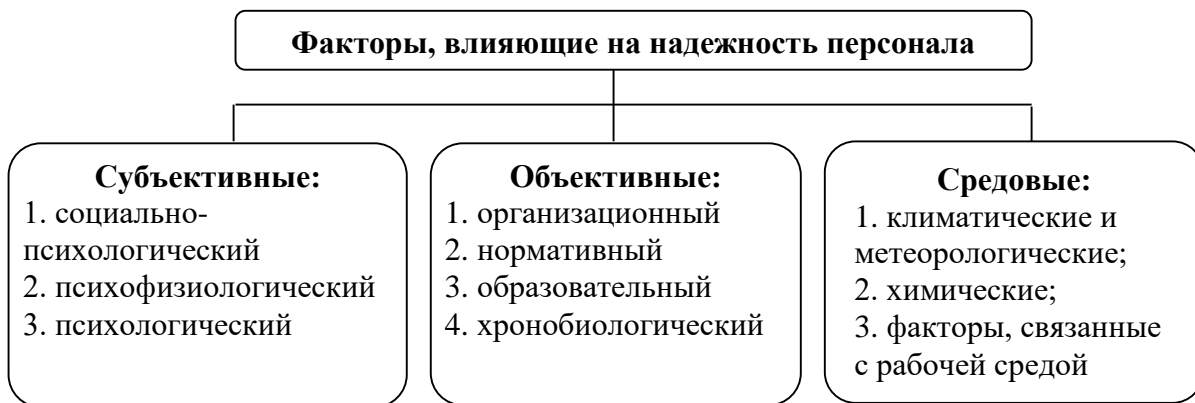 Факторы, влияющие на надежность персонала
Субъективные:
1. социально-
психологический
2. психофизиологический
3. психологический
Объективные:
1. организационный
2. нормативный
3. образовательный
4. хронобиологический
Средовые:
1. климатические и
метеорологические;
2. химические;
3. факторы, связанные
с рабочей средой